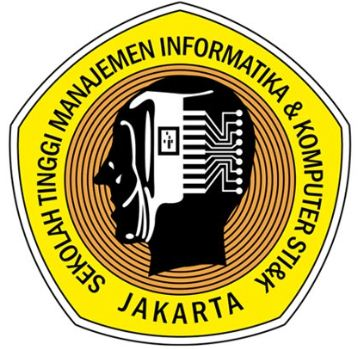 SEKOLAH TINGGI MANAJEMEN INFORMATIKA & KOMPUTER STI&K
JAKARTA